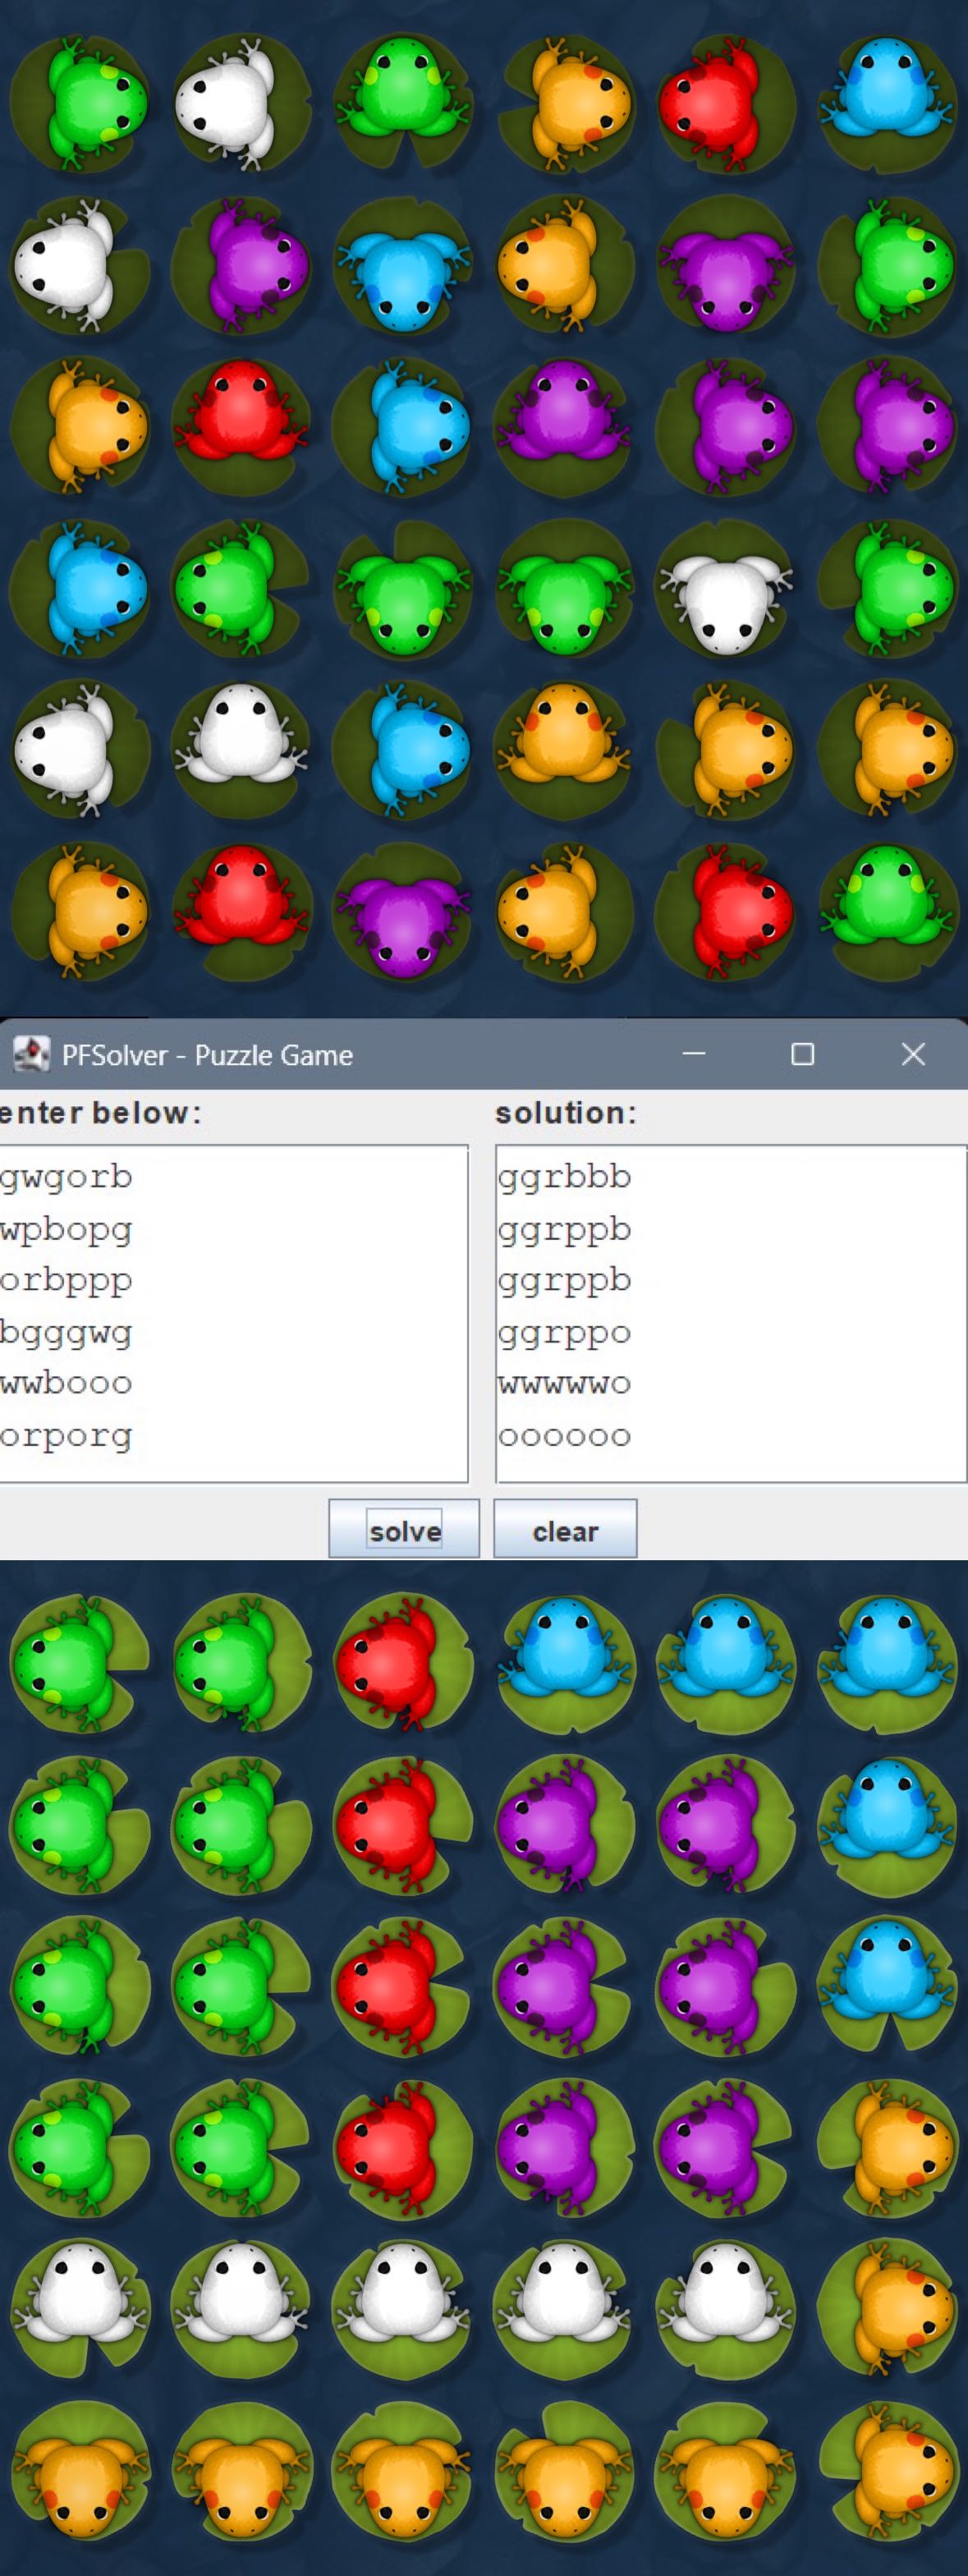 PFSolver - Puzzle Game
enter below:
solution:
gwgorb
wpbopg
orbppp
bgggwg
wwbooo
orporg
ggrbbb
ggrppb
ggrppb
ggrppo
wwwwwo
oooooo
solve
clear